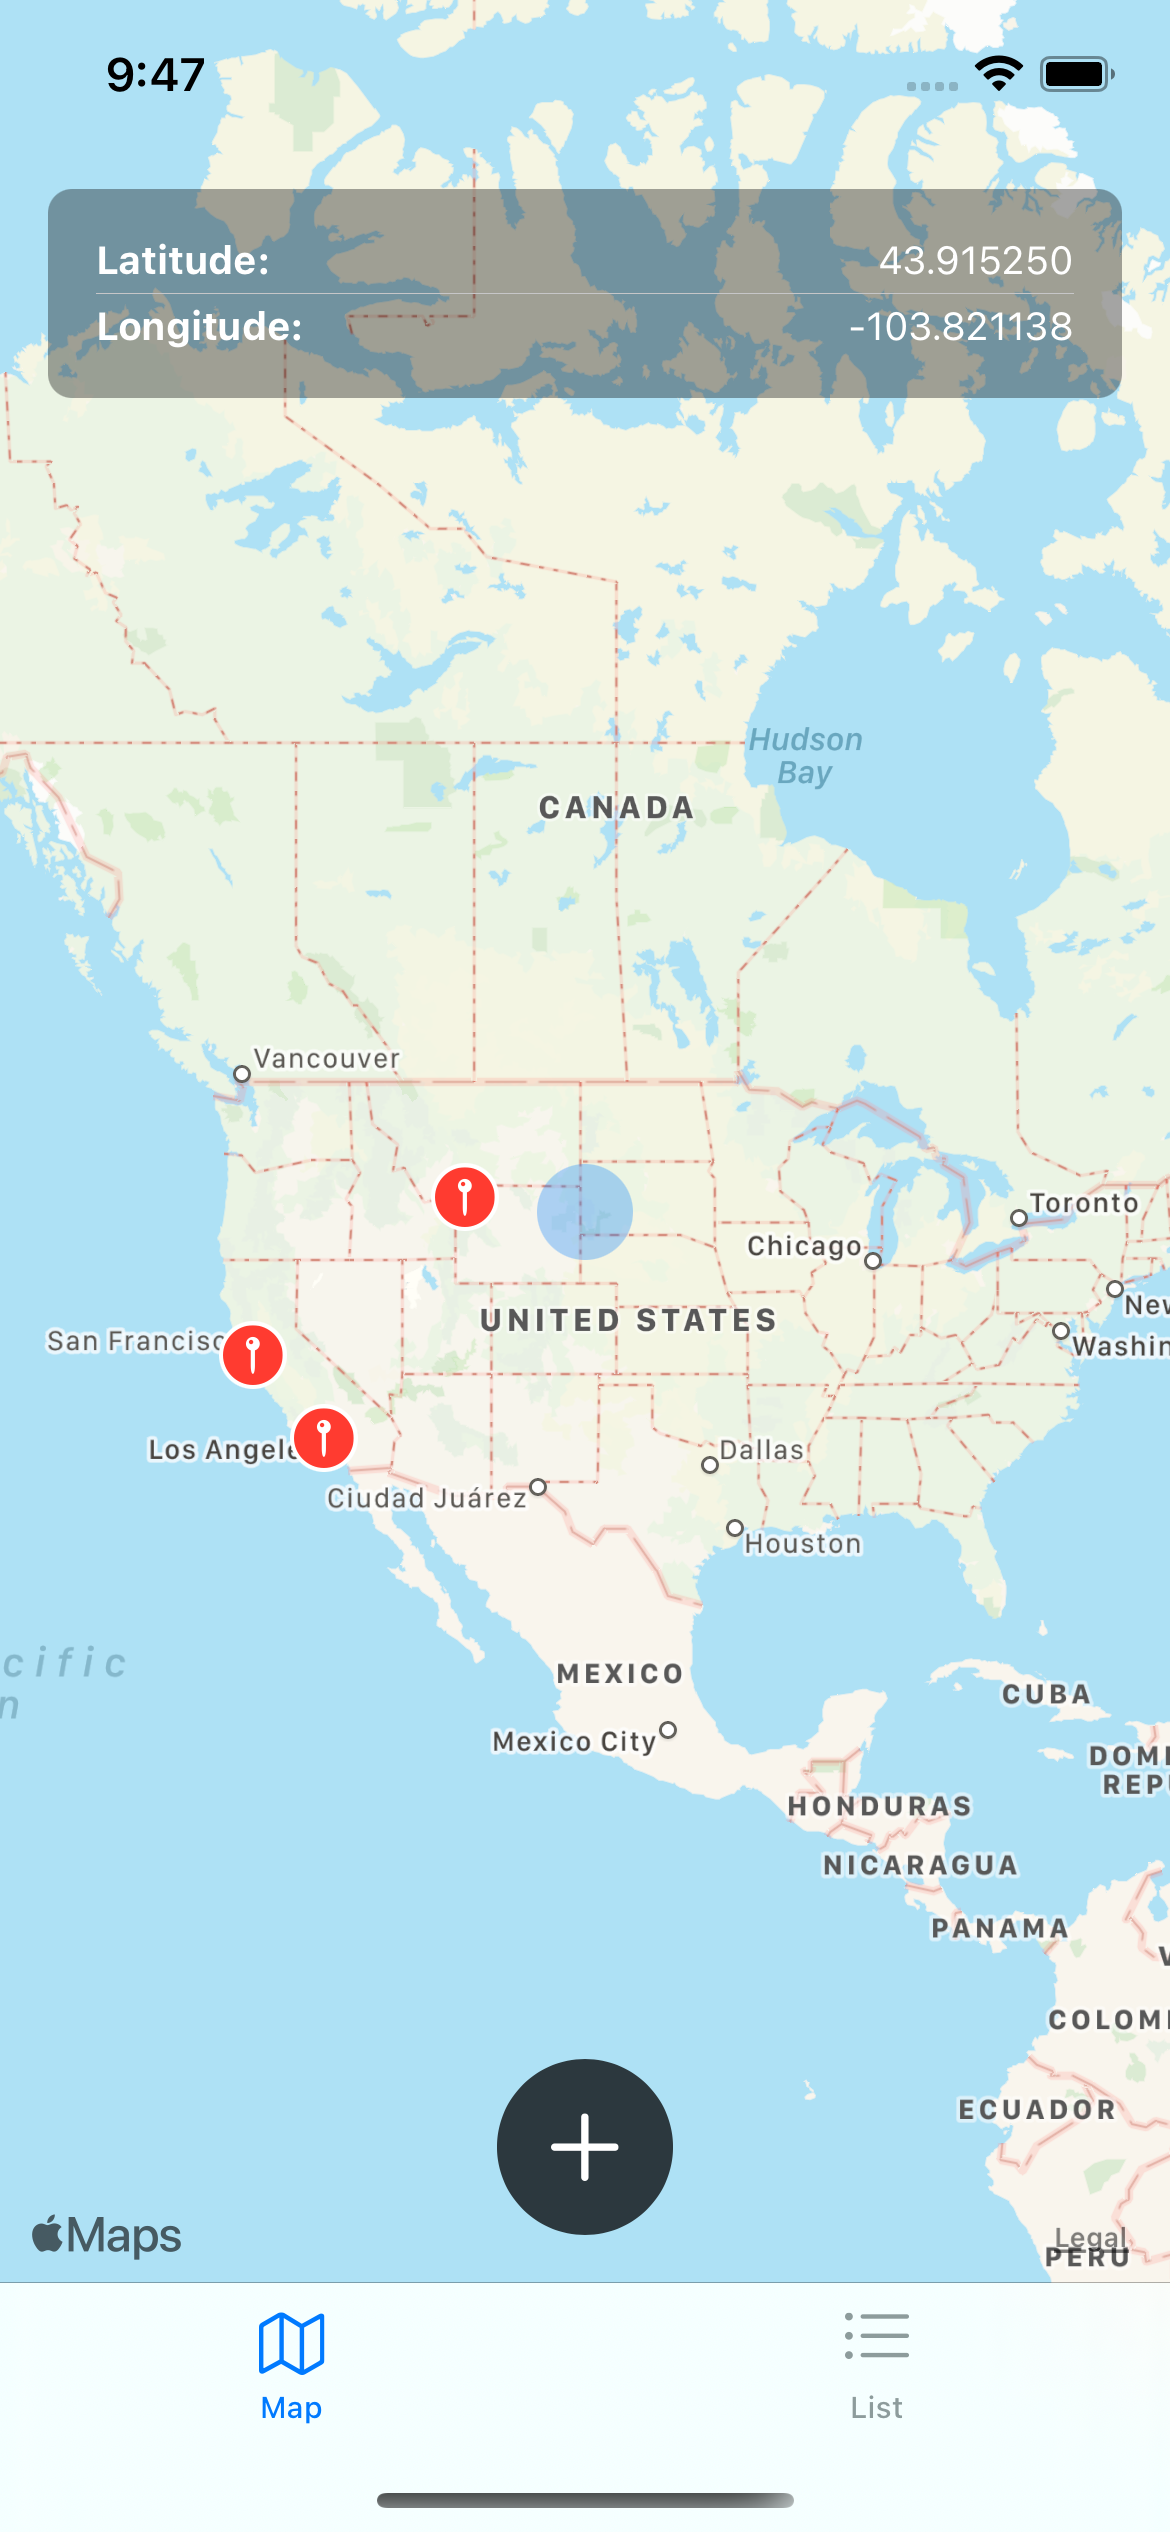 9:47
Latitude: 43.915250
Longitude: -103.821138
Hudson
Bay
CANADA
Vancouver
Toronto
Chicago
New
UNITED STATES
San Francisc
Washin
Los Angele
Dallas
Ciudad Juárez
Houston
cific
n
MEXICO
CUBA
Mexico City
DOMI
REPU
HONDURAS
NICARAGUA
PANAMA
V
COLOM
ECUADOR
Maps
Legal
PERU
Map
List